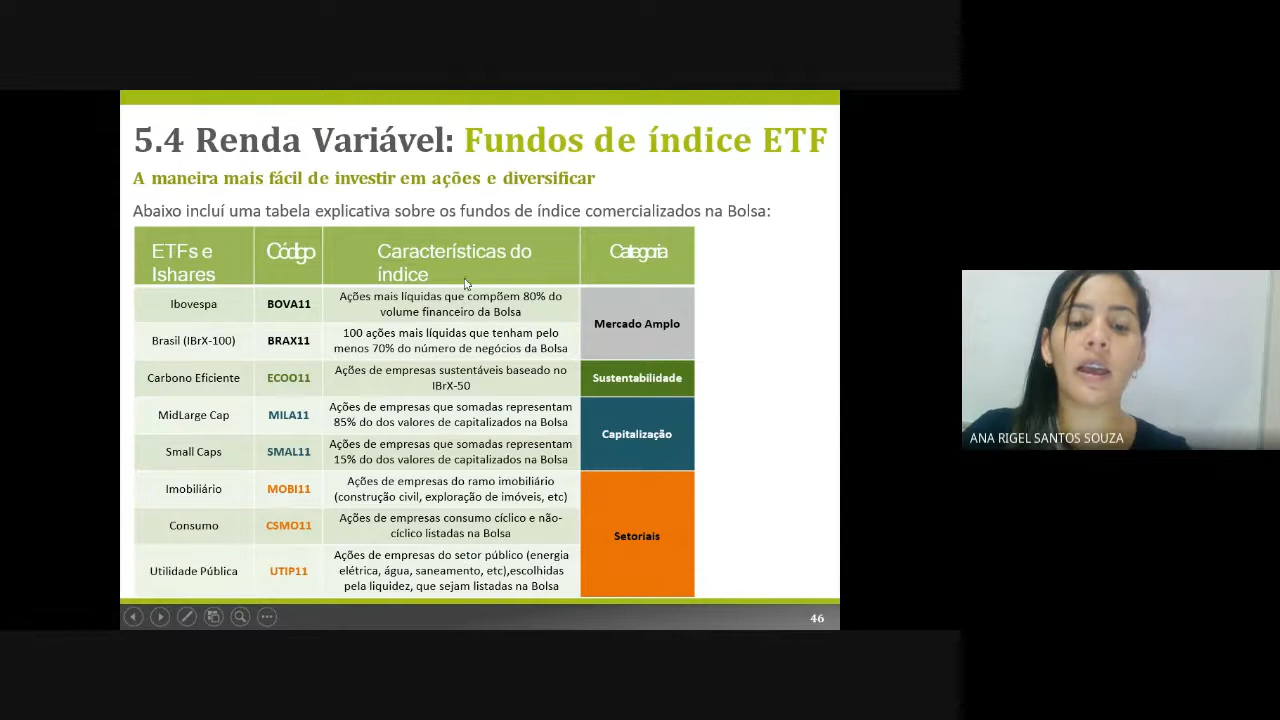 5.4 Renda Variável: Fundos de índice ETF
A maneira mais fácil de investir em ações e diversificar
Abaixo incluí uma tabela explicativa sobre os fundos de índice comercializados na Bolsa:
ETFs e
Ishares
Código
Características do
índice
Categoria
Ibovespa
BOVA11
Ações mais líquidas que compõem 80% do
volume financeiro da Bolsa
Mercado Amplo
Brasil (IBrX-100)
BRAX11
100 ações mais líquidas que tenham pelo
menos 70% do número de negócios da Bolsa
Carbono Eficiente
ECOO11
Ações de empresas sustentáveis baseado no
IBrX-50
Sustentabilidade
MidLarge Cap
MILA11
Ações de empresas que somadas representam
85% do dos valores de capitalizados na Bolsa
Capitalização
Small Caps
SMAL11
Ações de empresas que somadas representam
15% do dos valores de capitalizados na Bolsa
Imobiliário
MOBI11
Ações de empresas do ramo imobiliário
(construção civil, exploração de imóveis, etc)
Setoriais
Consumo
CSMO11
Ações de empresas consumo cíclico e não-
cíclico listadas na Bolsa
Utilidade Pública
UTIP11
Ações de empresas do setor público (energia
elétrica, água, saneamento, etc),escolhidas
pela liquidez, que sejam listadas na Bolsa
46
ANA RIGEL SANTOS SOUZA